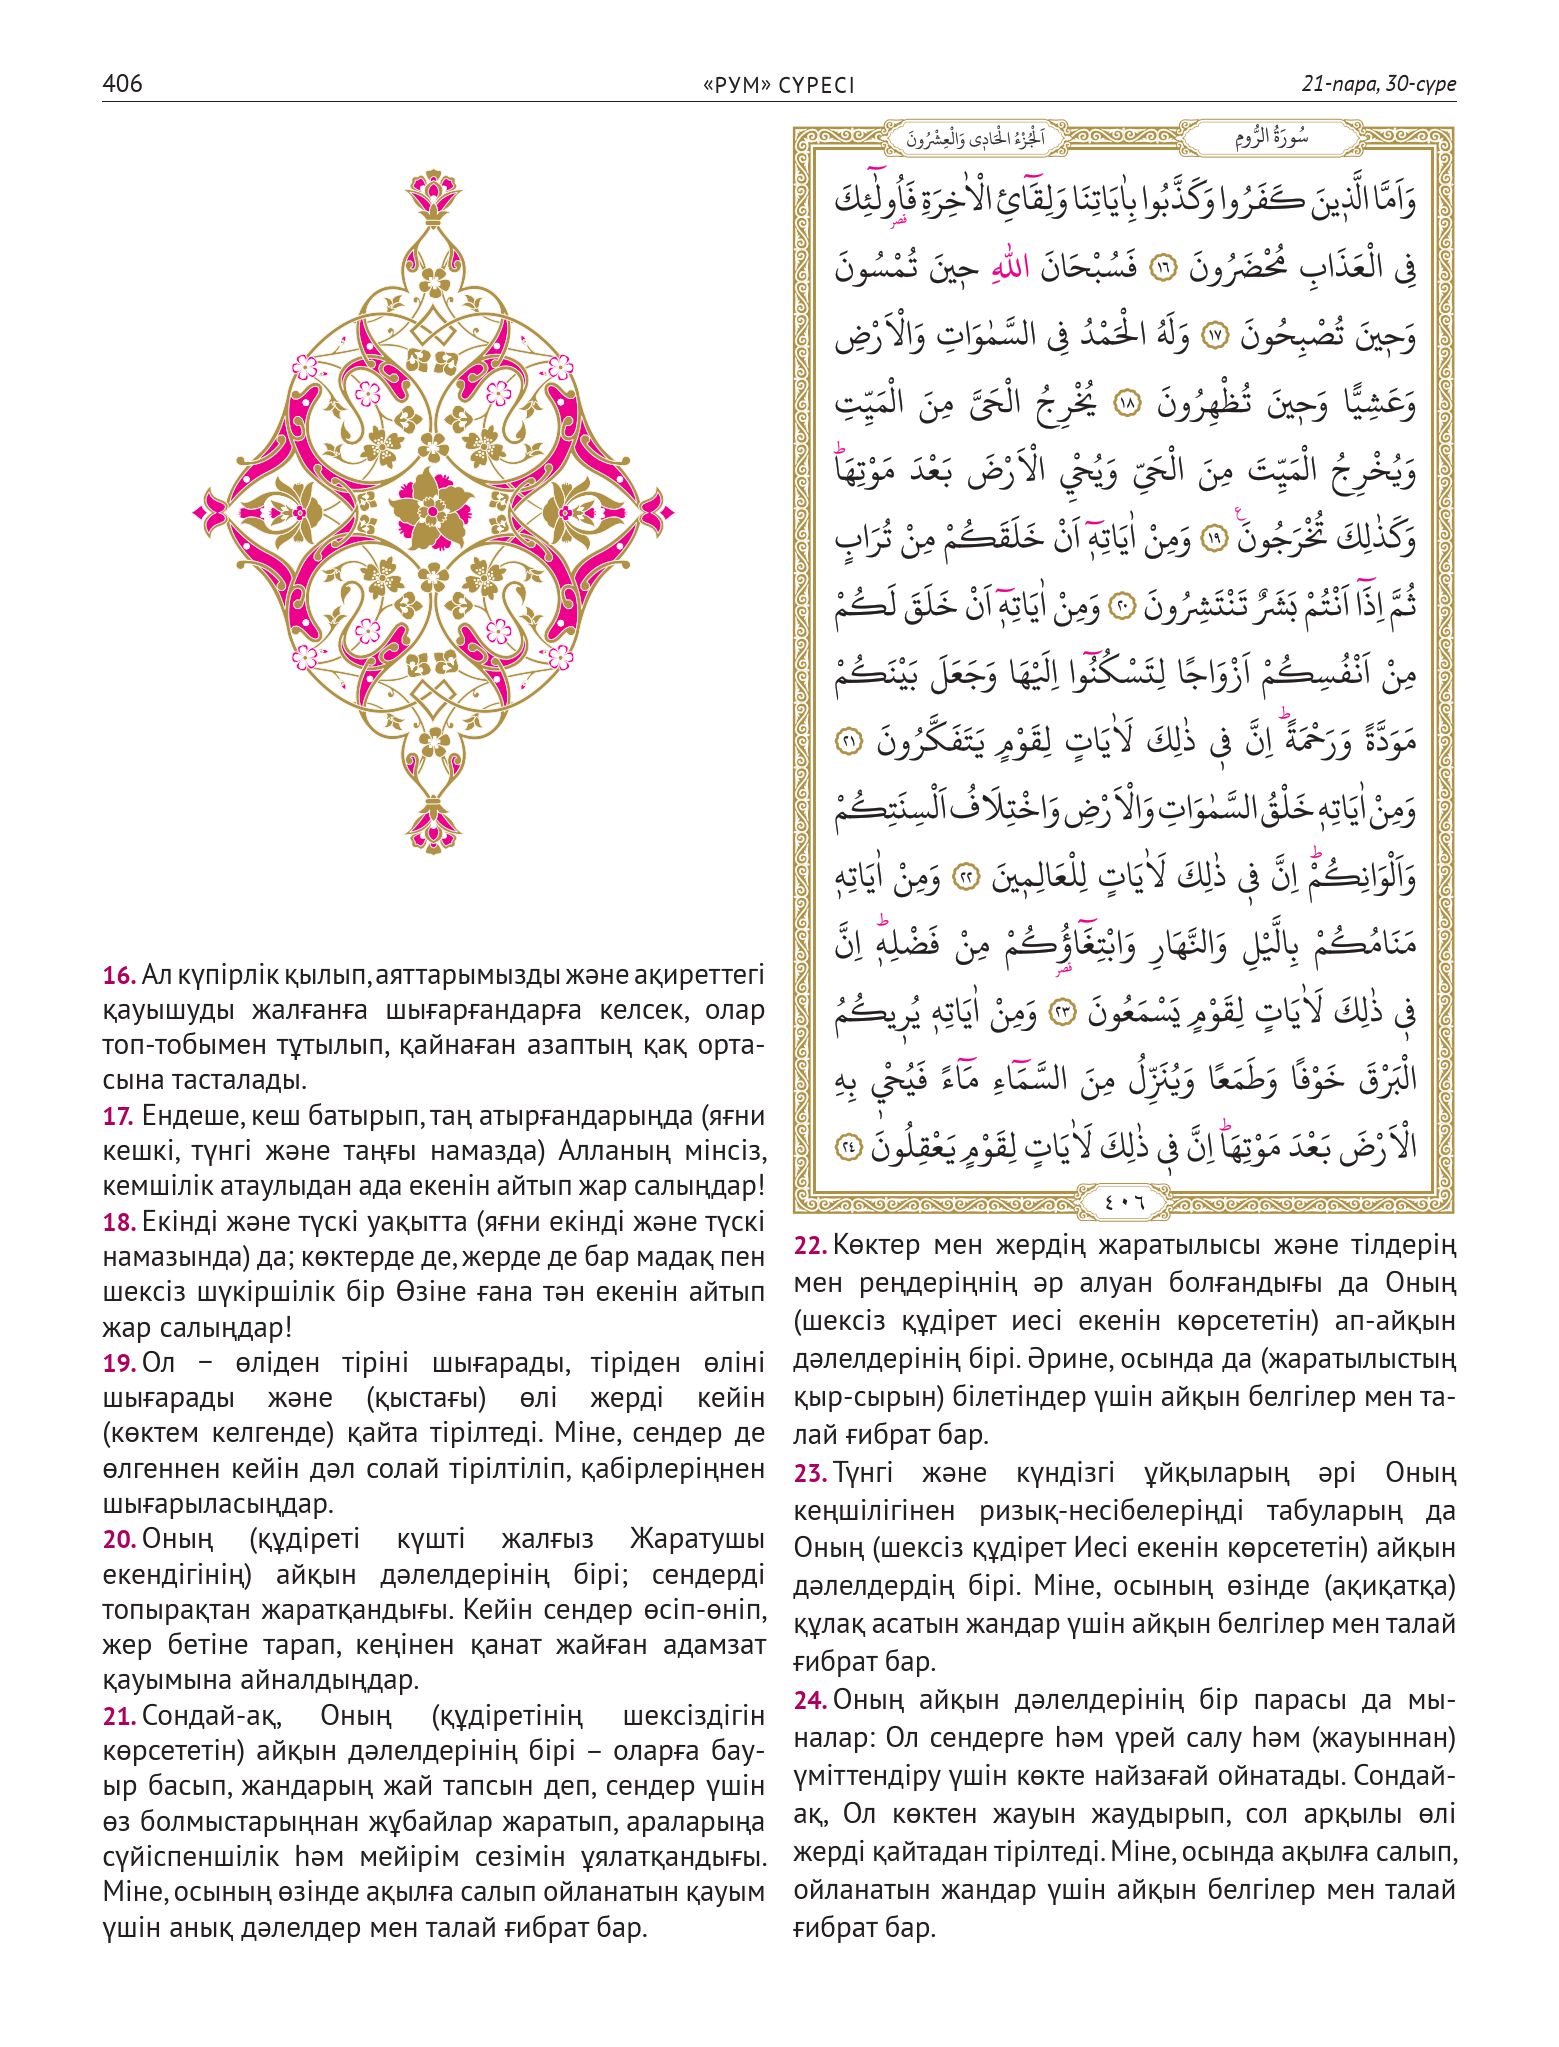 406
«РУМ» СҮРЕСІ
21-пара, 30-сүре
اَلْجُزْءُ الْحَادِى وَالْعِشْرُونَ
سُورَةُ الرُّومِ
وَاَمَّا الَّذ۪ينَ كَفَرُوا وَكَذَّبُوا بِاٰيَاتِنَا وَلِقَٓائِ الْاٰخِرَةِ فَاُو۬لٰٓئِكَ
قصر
فِى الْعَذَابِ مُحْضَرُونَ ﴿١٦﴾ فَسُبْحَانَ اللّٰهِ ح۪ينَ تُمْسُونَ
وَح۪ينَ تُصْبِحُونَ ﴿١٧﴾ وَلَهُ الْحَمْدُ فِى السَّمٰوَاتِ وَالْاَرْضِ
وَعَشِيًّا وَح۪ينَ تُظْهِرُونَ ﴿١٨﴾ يُخْرِجُ الْحَىَّ مِنَ الْمَيِّتِ
وَيُخْرِجُ الْمَيِّتَ مِنَ الْحَىِّ وَيُحْيِ الْاَرْضَ بَعْدَ مَوْتِهَاۜ
وَكَذٰلِكَ تُخْرَجُونَ۟ ﴿١٩﴾ وَمِنْ اٰيَاتِه۪ٓ اَنْ خَلَقَكُمْ مِنْ تُرَابٍ
ثُمَّ اِذَٓا اَنْتُمْ بَشَرٌ تَنْتَشِرُونَ ﴿٢٠﴾ وَمِنْ اٰيَاتِه۪ٓ اَنْ خَلَقَ لَكُمْ
مِنْ اَنْفُسِكُمْ اَزْوَاجًا لِتَسْكُنُٓوا اِلَيْهَا وَجَعَلَ بَيْنَكُمْ
مَوَدَّةً وَرَحْمَةًۜ اِنَّ ف۪ى ذٰلِكَ لَاٰيَاتٍ لِقَوْمٍ يَتَفَكَّرُونَ ﴿٢١﴾
وَمِنْ اٰيَاتِه۪ خَلْقُ السَّمٰوَاتِ وَالْاَرْضِ وَاخْتِلَافُ اَلْسِنَتِكُمْ
وَاَلْوَانِكُمْۜ اِنَّ ف۪ى ذٰلِكَ لَاٰيَاتٍ لِلْعَالِم۪ينَ ﴿٢٢﴾ وَمِنْ اٰيَاتِه۪
مَنَامُكُمْ بِالَّيْلِ وَالنَّهَارِ وَابْتِغَٓاؤُ۬كُمْ مِنْ فَضْلِه۪ۜ اِنَّ
قصر
ف۪ى ذٰلِكَ لَاٰيَاتٍ لِقَوْمٍ يَسْمَعُونَ ﴿٢٣﴾ وَمِنْ اٰيَاتِه۪ يُر۪يكُمُ
الْبَرْقَ خَوْفًا وَطَمَعًا وَيُنَزِّلُ مِنَ السَّمَٓاءِ مَٓاءً فَيُحْي۪ بِهِ
الْاَرْضَ بَعْدَ مَوْتِهَاۜ اِنَّ ف۪ى ذٰلِكَ لَاٰيَاتٍ لِقَوْمٍ يَعْقِلُونَ ﴿٢٤﴾
٤٠٦
16. Ал күпірлік қылып, аяттарымызды және ақиреттегі
қауышуды жалғанға шығарғандарға келсек, олар
топ-тобымен тұтылып, қайнаған азаптың қақ орта-
сына тасталады.
17. Ендеше, кеш батырып, таң атырғандарыңда (яғни
кешкі, түнгі және таңғы намазда) Алланың мінсіз,
кемшілік атаулыдан ада екенін айтып жар салыңдар!
18. Екінді және түскі уақытта (яғни екінді және түскі
намазында) да; көктерде де, жерде де бар мадақ пен
шексіз шүкіршілік бір Өзіне ғана тән екенін айтып
жар салыңдар!
19. Ол – өліден тіріні шығарады, тіріден өліні
шығарады және (қыстағы) өлі жерді кейін
(көктем келгенде) қайта тірілтеді. Міне, сендер де
өлгеннен кейін дәл солай тірілтіліп, қабірлеріңнен
шығарыласыңдар.
20. Оның (құдіреті күшті жалғыз Жаратушы
екендігінің) айқын дәлелдерінің бірі; сендерді
топырақтан жаратқандығы. Кейін сендер өсіп-өніп,
жер бетіне тарап, кеңінен қанат жайған адамзат
қауымына айналдыңдар.
21. Сондай-ақ, Оның (құдіретінің шексіздігін
көрсететін) айқын дәлелдерінің бірі – оларға бау-
ыр басып, жандарың жай тапсын деп, сендер үшін
өз болмыстарыңнан жұбайлар жаратып, араларыңа
сүйіспеншілік һәм мейірім сезімін ұялатқандығы.
Міне, осының өзінде ақылға салып ойланатын қауым
үшін анық дәлелдер мен талай ғибрат бар.
22. Көктер мен жердің жаратылысы және тілдерің
мен реңдеріңнің әр алуан болғандығы да Оның
(шексіз құдірет иесі екенін көрсететін) ап-айқын
дәлелдерінің бірі. Әрине, осында да (жаратылыстың
қыр-сырын) білетіндер үшін айқын белгілер мен та-
лай ғибрат бар.
23. Түнгі және күндізгі ұйқыларың әрі Оның
кеңшілігінен ризық-несібелеріңді табуларың да
Оның (шексіз құдірет Иесі екенін көрсететін) айқын
дәлелдердің бірі. Міне, осының өзінде (ақиқатқа)
құлақ асатын жандар үшін айқын белгілер мен талай
ғибрат бар.
24. Оның айқын дәлелдерінің бір парасы да мы-
налар: Ол сендерге һәм үрей салу һәм (жауыннан)
үміттендіру үшін көкте найзағай ойнатады. Сондай-
ақ, Ол көктен жауын жаудырып, сол арқылы өлі
жерді қайтадан тірілтеді. Міне, осында ақылға салып,
ойланатын жандар үшін айқын белгілер мен талай
ғибрат бар.